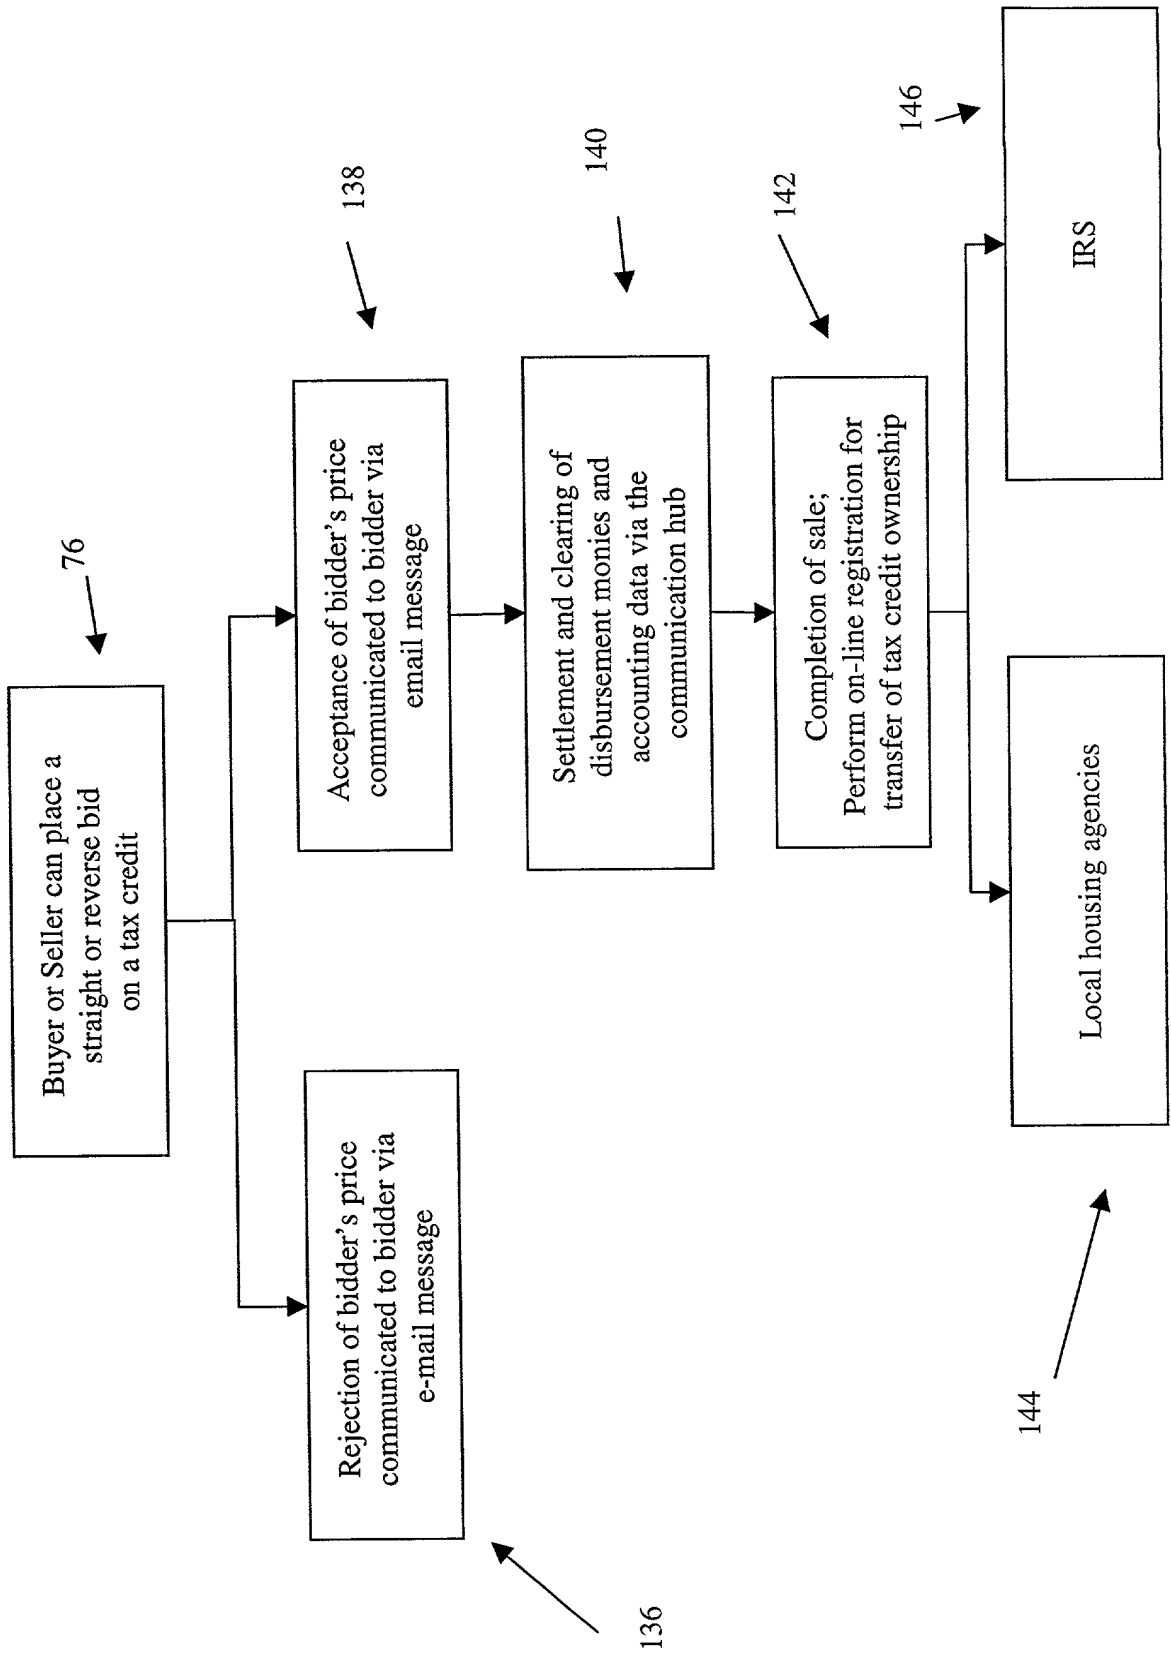 76
Buyer or Seller can place a
straight or reverse bid
on a tax credit
138
Acceptance of bidder's price
communicated to bidder via
email message
Rejection of bidder's price
communicated to bidder via
e-mail message
136
140
Settlement and clearing of
disbursement monies and
accounting data via the
communication hub
142
Completion of sale;
Perform on-line registration for
transfer of tax credit ownership
144
Local housing agencies
146
IRS